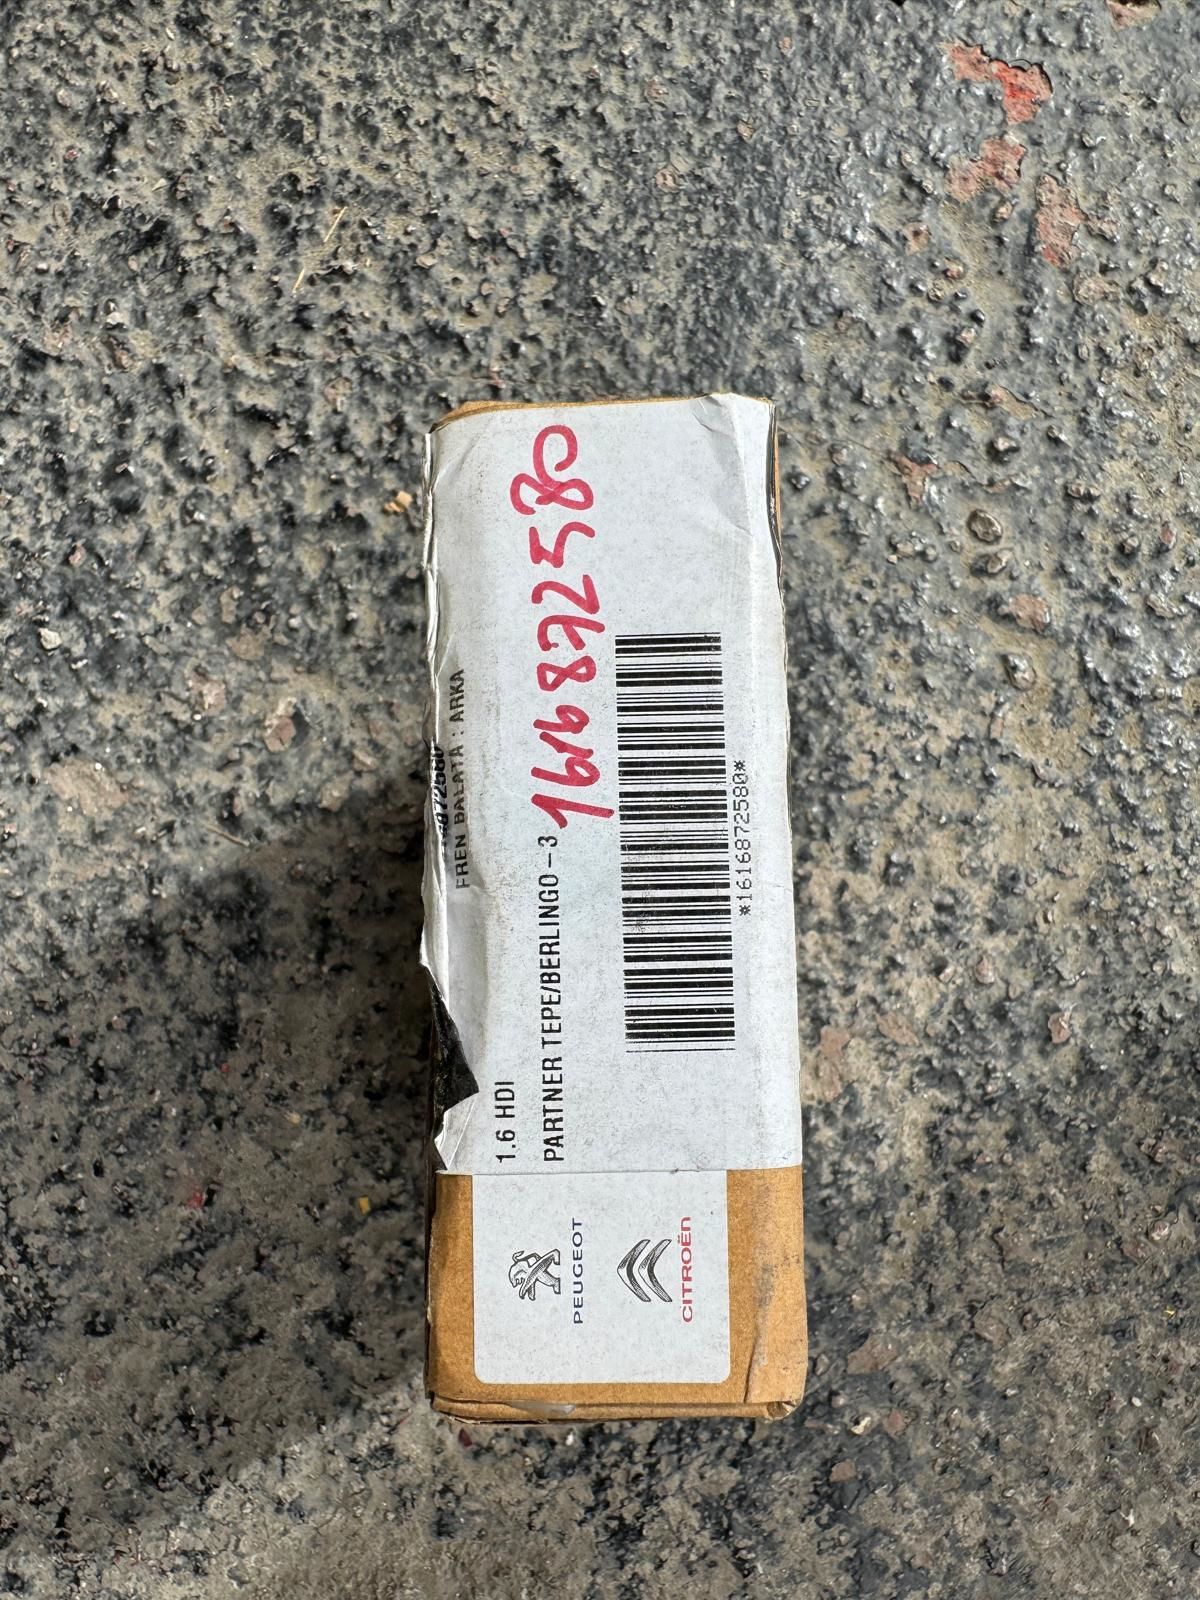 FREN BALATA : ARKA
1.6 HDI
PARTNER TEPE/BERLINGO-3
1616872580
*1616872580*
PEUGEOT
CITROËN